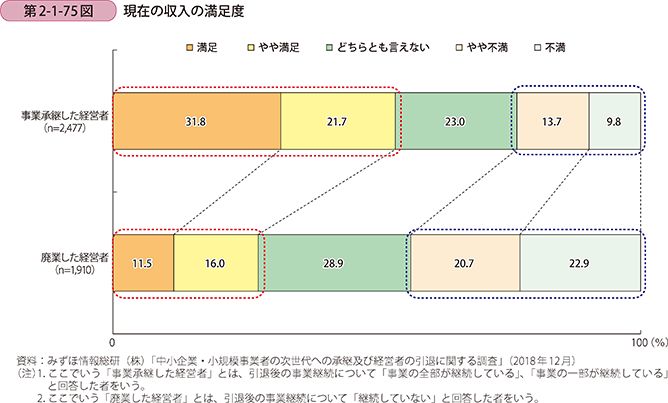 第2-1-75図 現在の収入の満足度
満足 やや満足 どちらとも言えない やや不満 不満
事業承継した経営者
(n=2,477)
31.8 21.7 23.0 13.7 9.8
廃業した経営者
(n=1,910)
11.5 16.0 28.9 20.7 22.9
0 100 (%)
資料：みずほ情報総研（株）「中小企業・小規模事業者の次世代への承継及び経営者の引退に関する調査」（2018年12月）
（注）1. ここでいう「事業承継した経営者」とは、引退後の事業継続について「事業の全部が継続している」、「事業の一部が継続している」
と回答した者をいう。
2. ここでいう「廃業した経営者」とは、引退後の事業継続について「継続していない」と回答した者をいう。